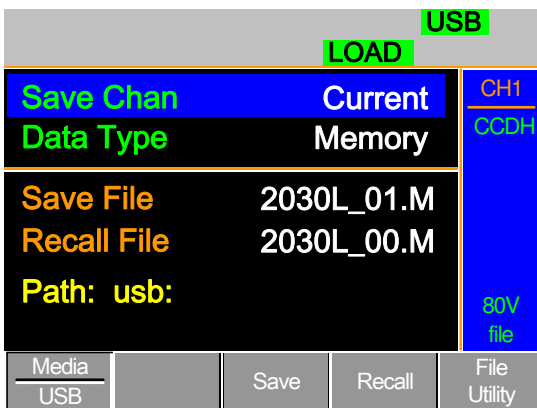 USB
LOAD
Save Chan Current
Data Type Memory
Save File 2030L_01.M
Recall File 2030L_00.M
Path: usb:
CH1
CCDH
80V
file
Media
USB
Save
Recall
File
Utility